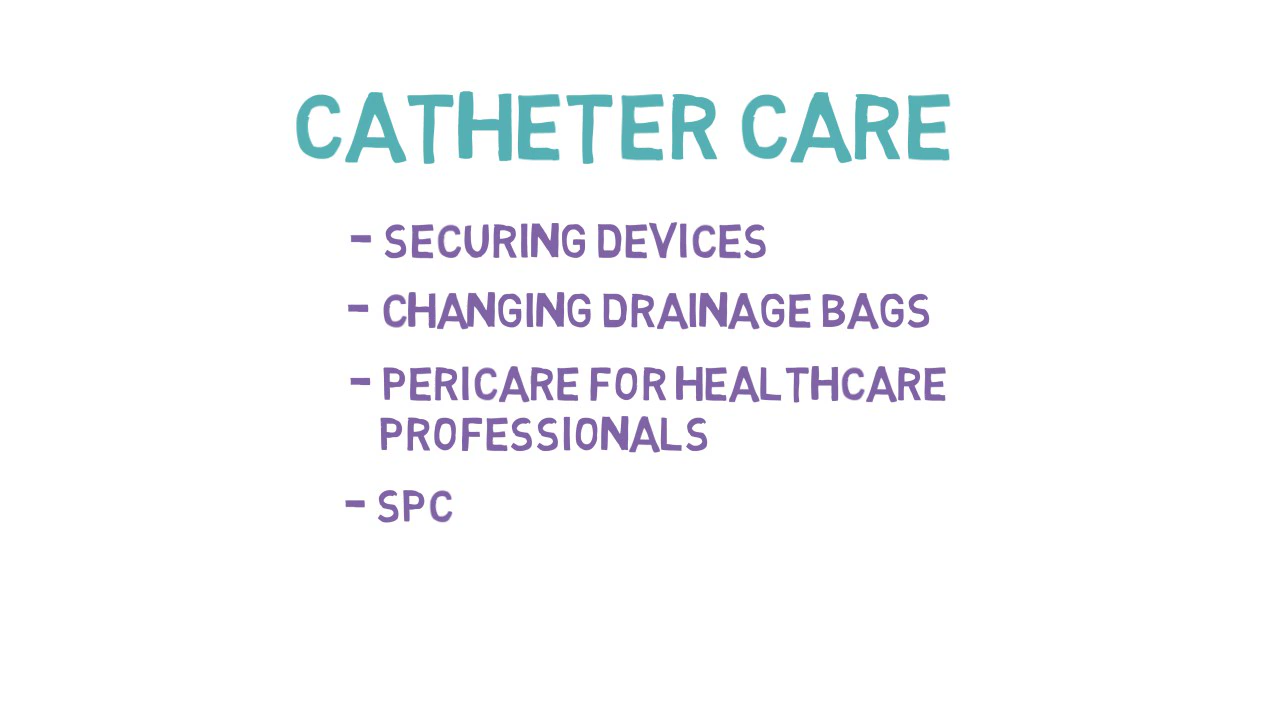 CATHETER CARE
- SECURING DEVICES
- CHANGING DRAINAGE BAGS
- PERICARE FOR HEALTHCARE
PROFESSIONALS
- SPC